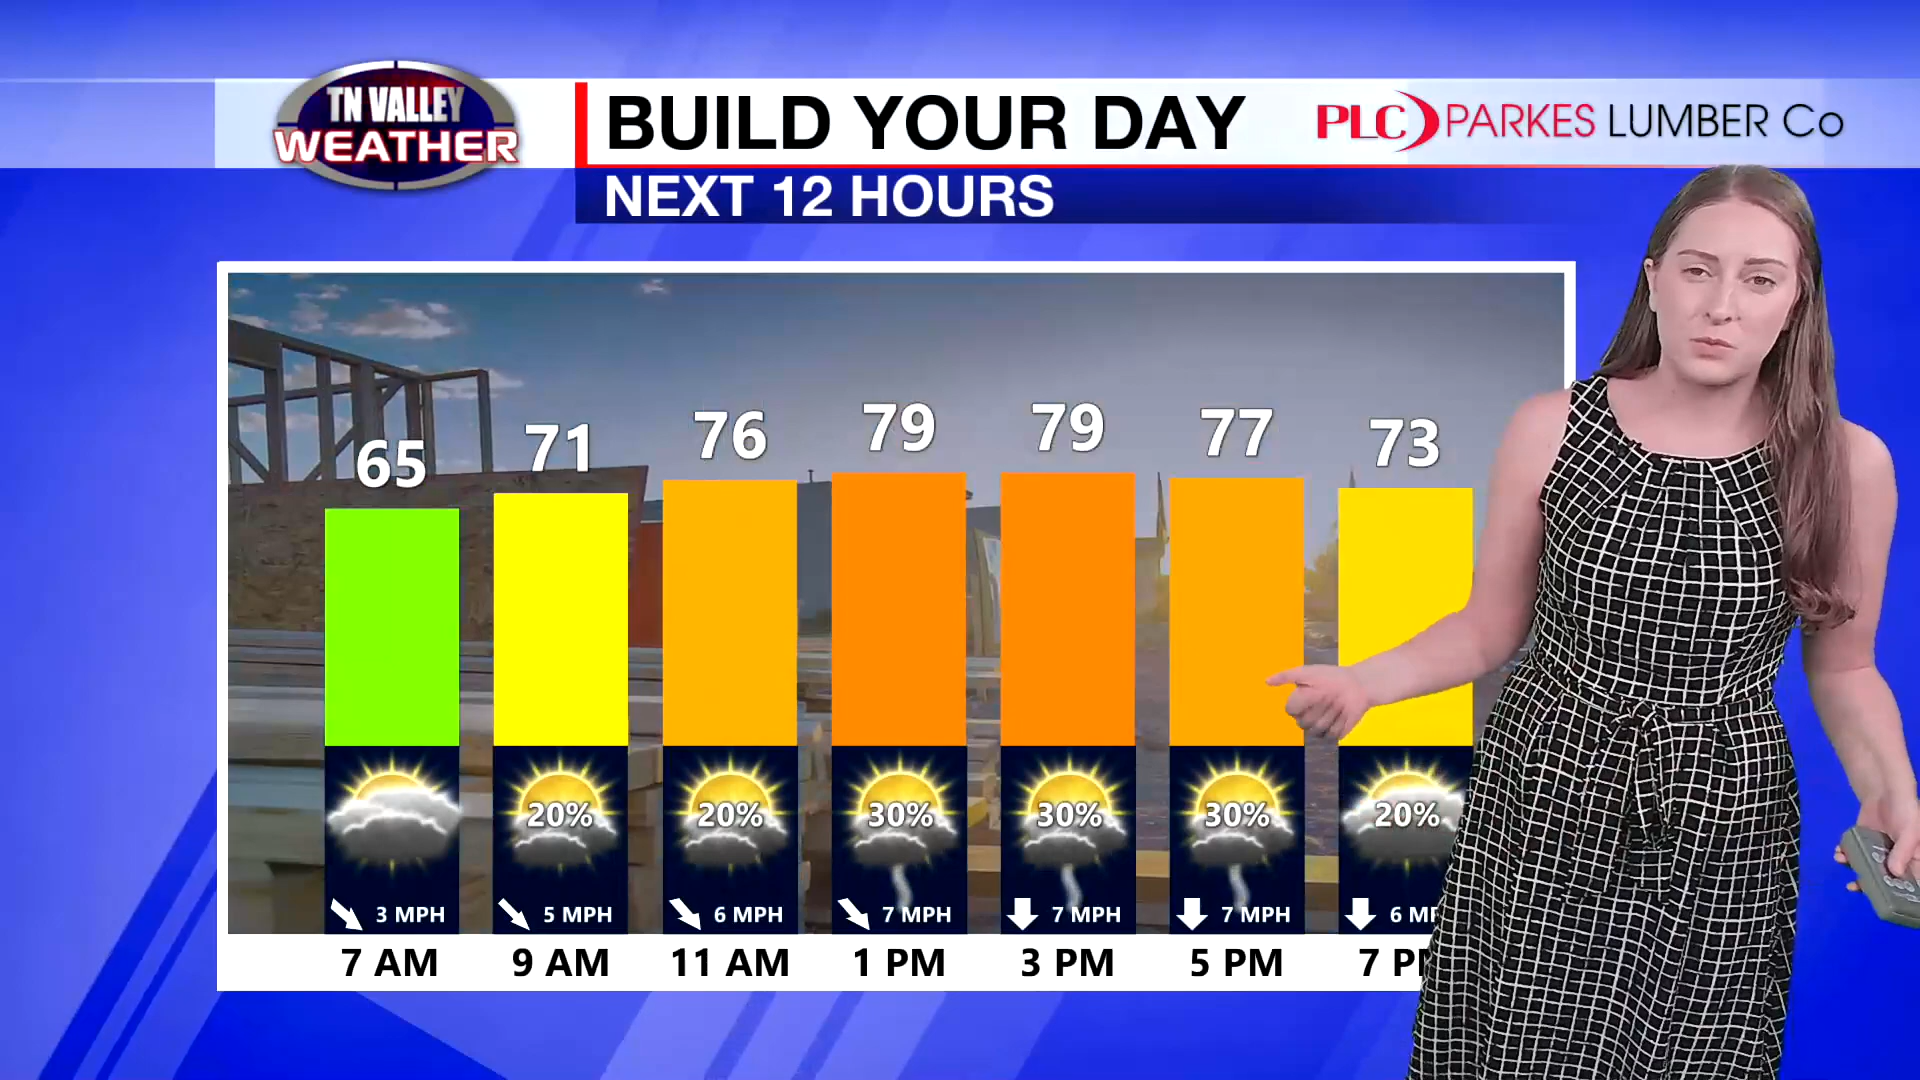 TN VALLEY
WEATHER
BUILD YOUR DAY
PLC PARKES LUMBER Co
NEXT 12 HOURS
65 71 76 79 79 77 73
20% 20% 30% 30% 30% 20%
3 MPH 5 MPH 6 MPH 7 MPH 7 MPH 7 MPH 6
7 AM 9 AM 11 AM 1 PM 3 PM 5 PM 7